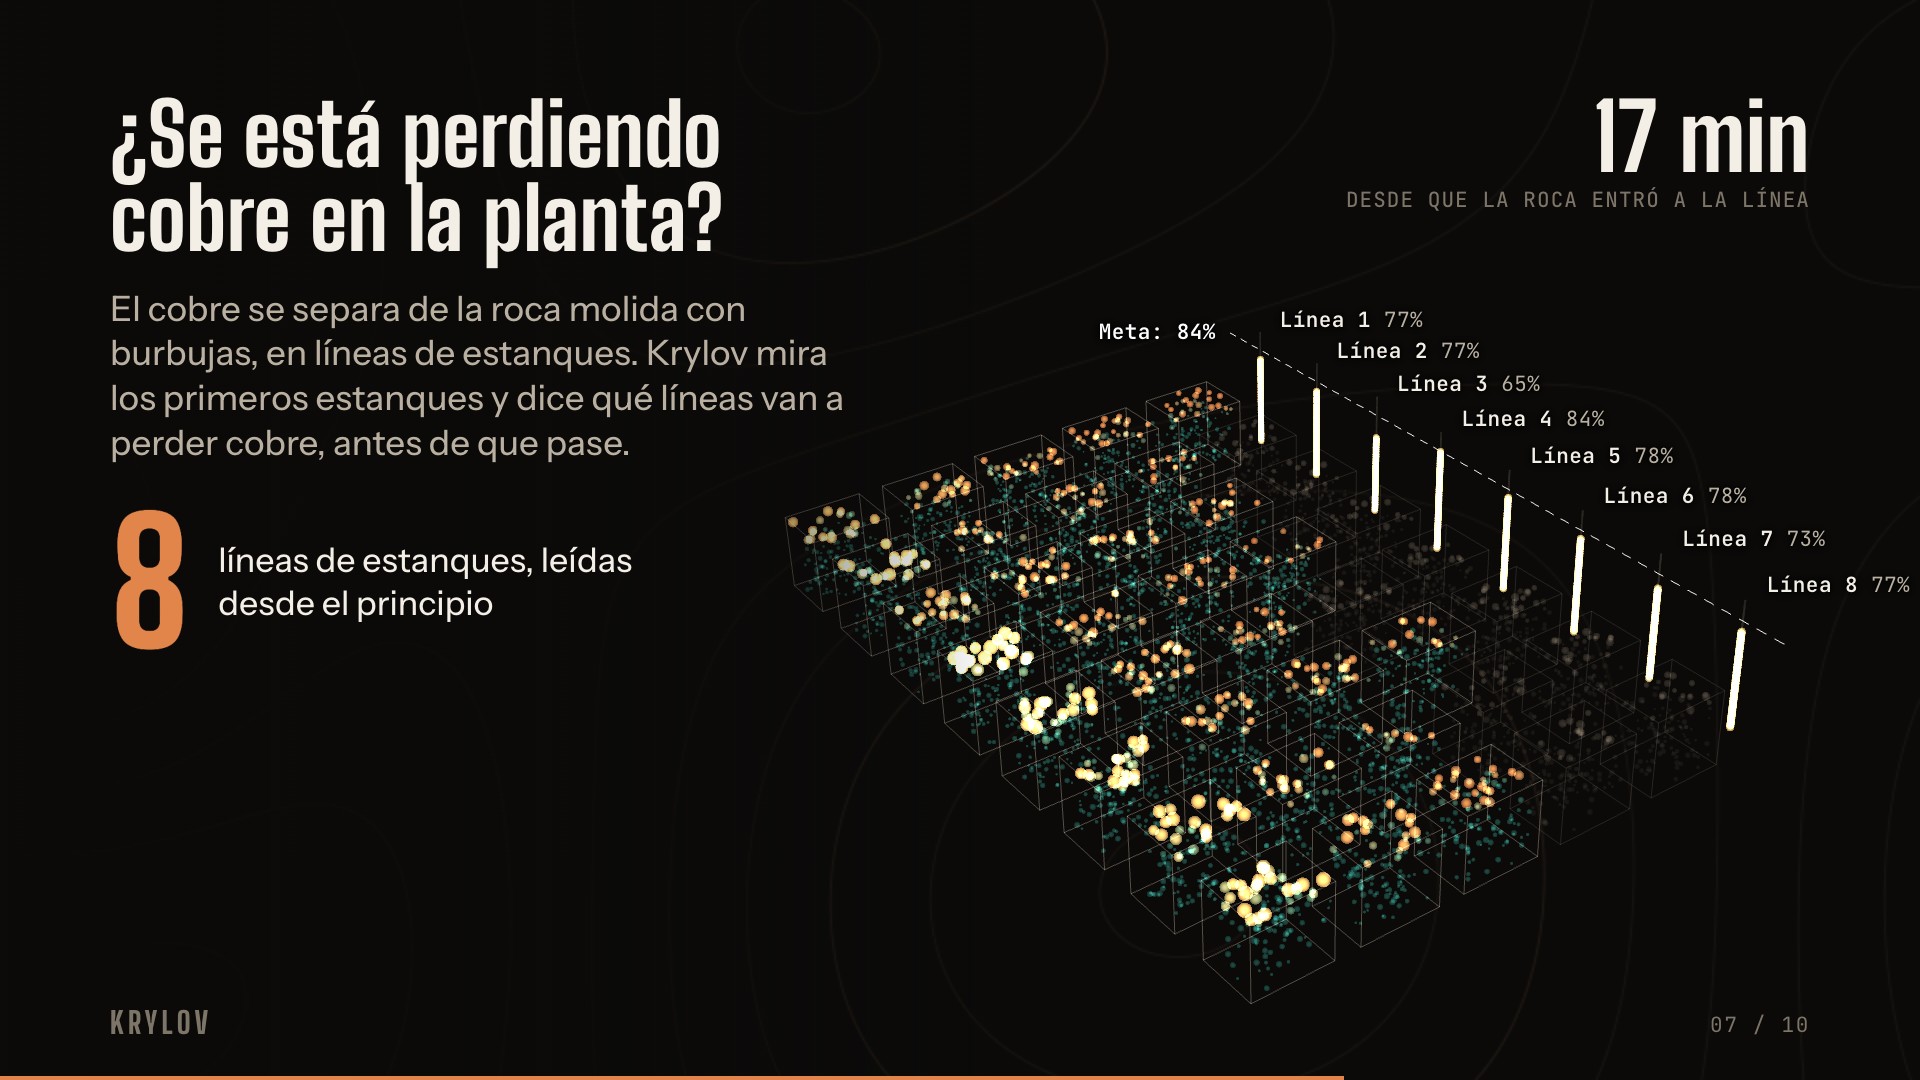 ¿Se está perdiendo
cobre en la planta?
17 min
DESDE QUE LA ROCA ENTRÓ A LA LÍNEA
El cobre se separa de la roca molida con
burbujas, en líneas de estanques. Krylov mira
los primeros estanques y dice qué líneas van a
perder cobre, antes de que pase.
8
líneas de estanques, leídas
desde el principio
Meta: 84%
Línea 1 77%
Línea 2 77%
Línea 3 65%
Línea 4 84%
Línea 5 78%
Línea 6 78%
Línea 7 73%
Línea 8 77%
KRYLOV
07 / 10